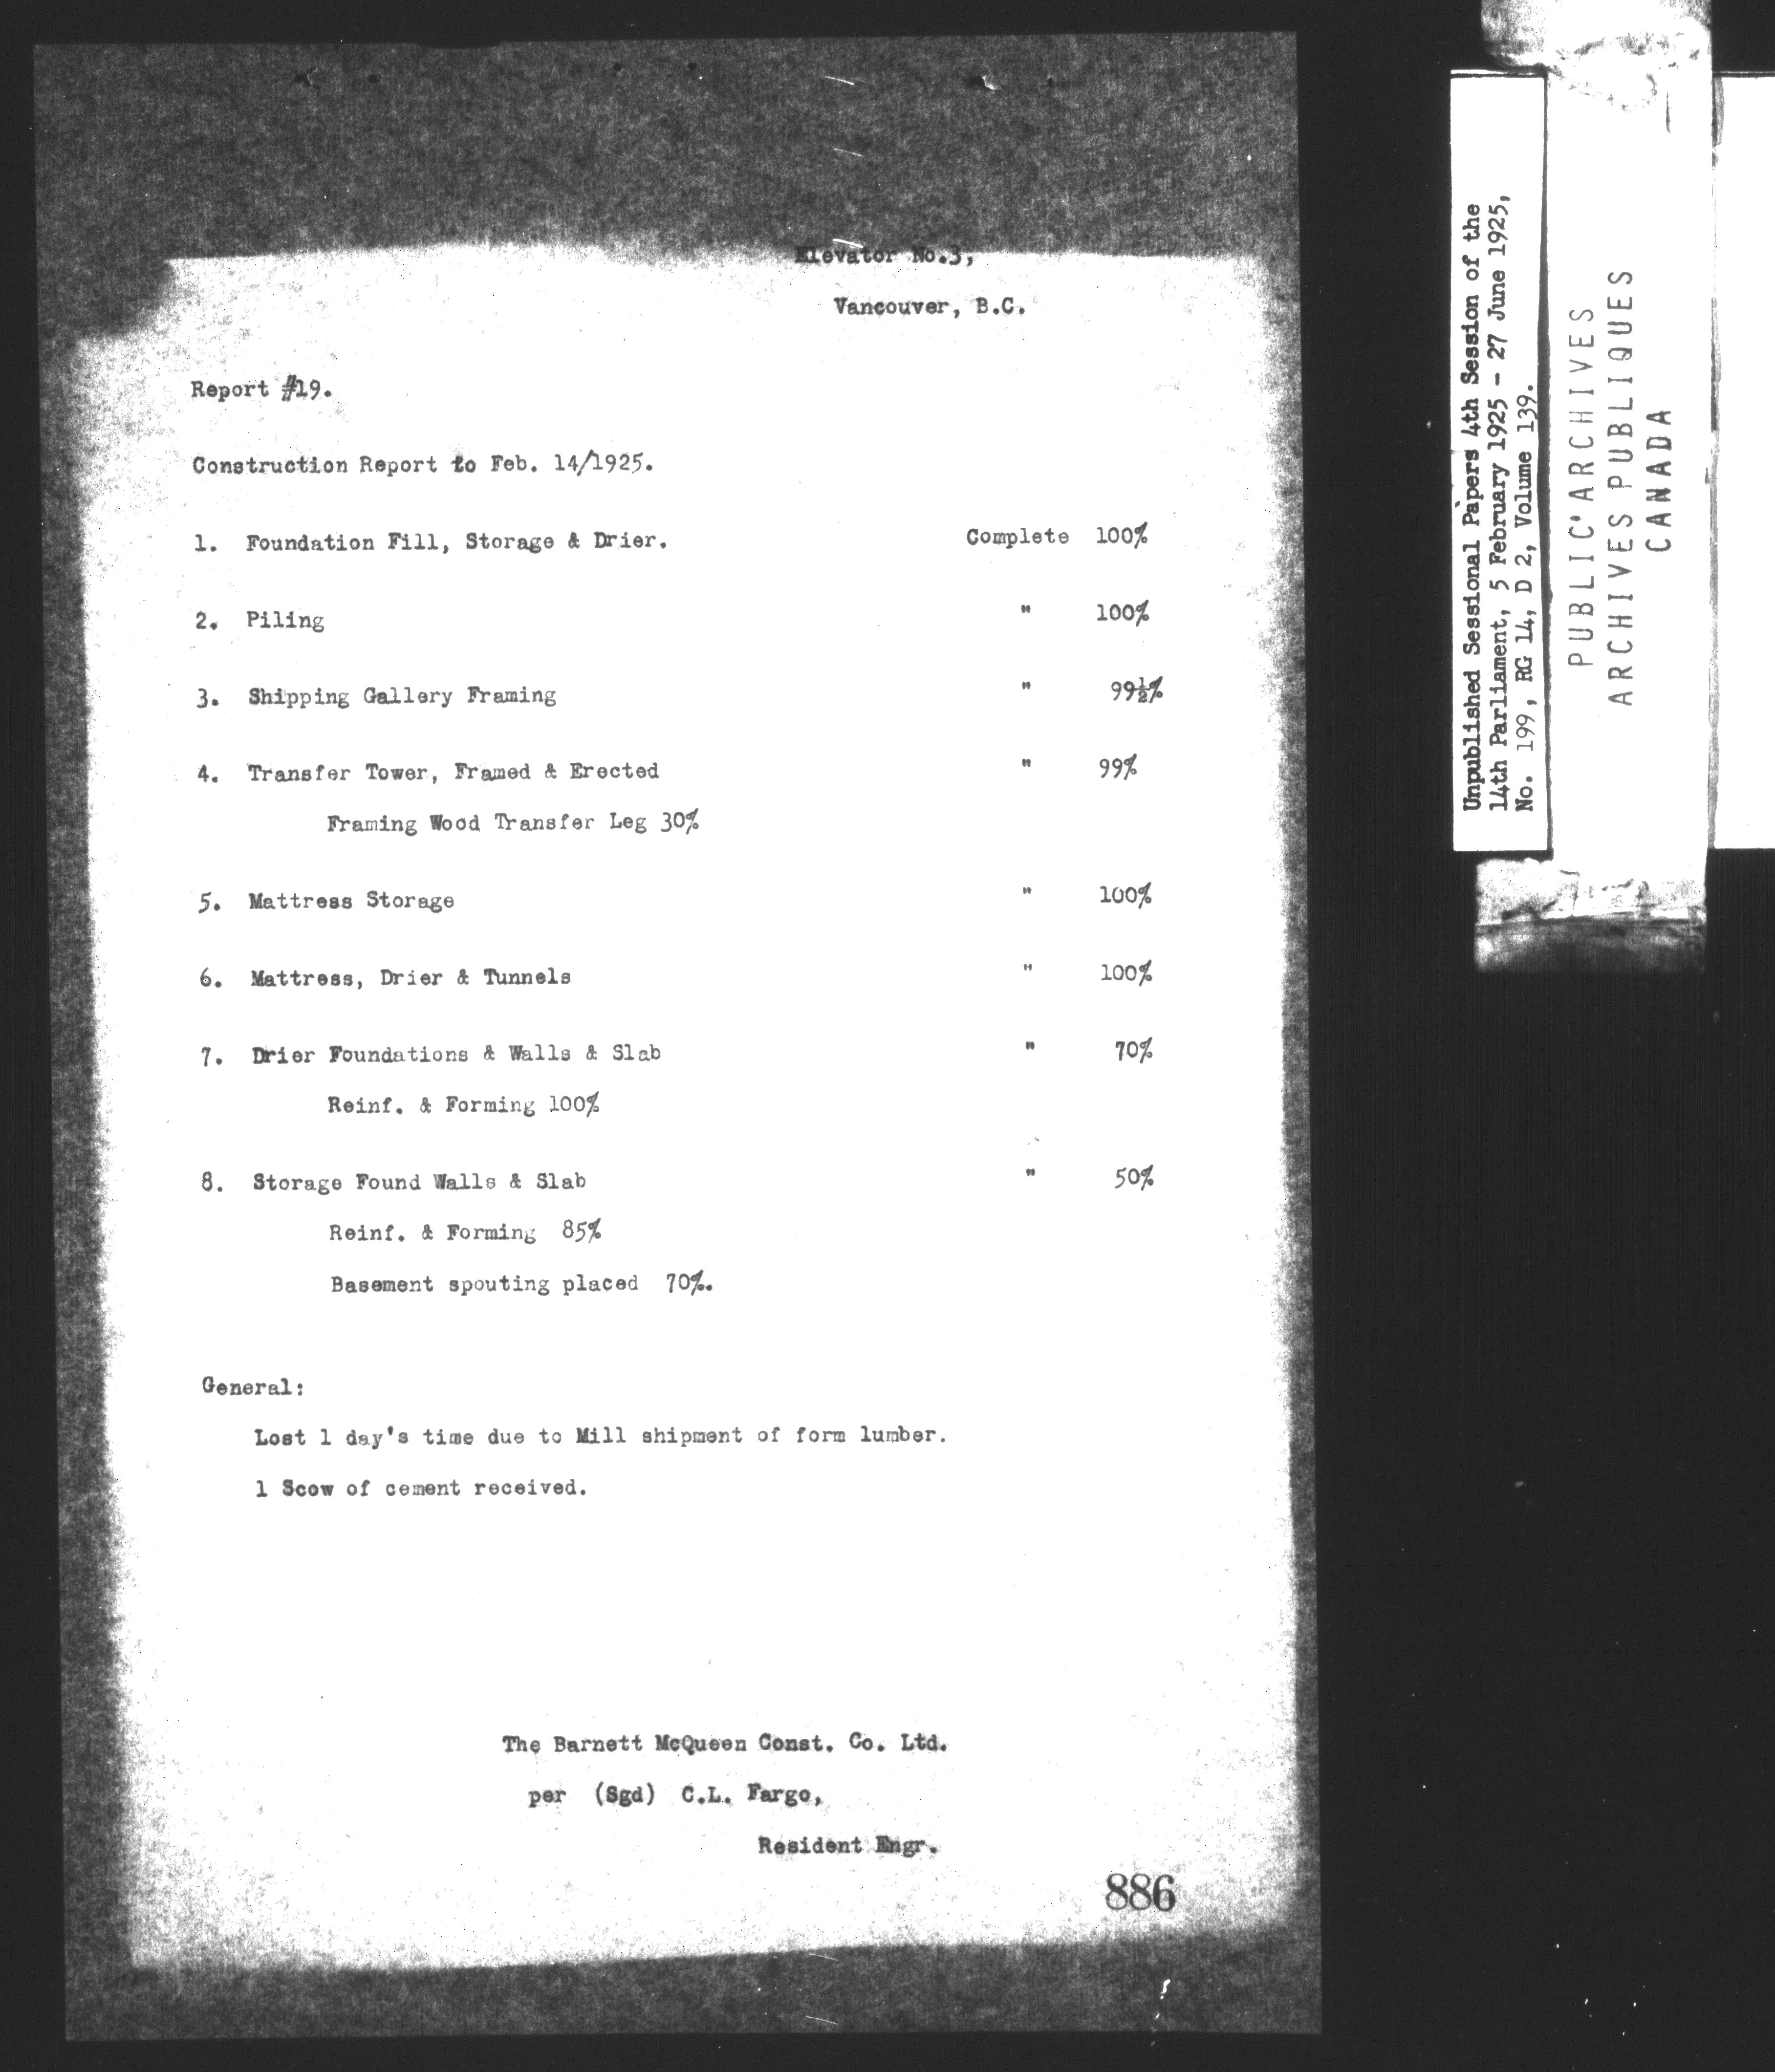 Elevator No.3,
Vancouver, B.C.
Report #19.
Construction Report to Feb. 14/1925.
1. Foundation Fill, Storage & Drier. Complete 100%
2. Piling " 100%
3. Shipping Gallery Framing " 99½%
4. Transfer Tower, Framed & Erected " 99%
Framing Wood Transfer Leg 30%
5. Mattress Storage " 100%
6. Mattress, Drier & Tunnels " 100%
7. Drier Foundations & Walls & Slab " 70%
Reinf. & Forming 100%
8. Storage Found Walls & Slab " 50%
Reinf. & Forming 85%
Basement spouting placed 70%.
General:
Lost 1 day's time due to Mill shipment of form lumber.
1 Scow of cement received.
The Barnett McQueen Const. Co. Ltd.
per (Sgd) C.L. Fargo,
Resident Engr.
886
Unpublished Sessional Papers 4th Session of the
14th Parliament, 5 February 1925 - 27 June 1925,
No. 199, RG 14, D 2, Volume 139.
PUBLIC ARCHIVES
ARCHIVES PUBLIQUES
CANADA